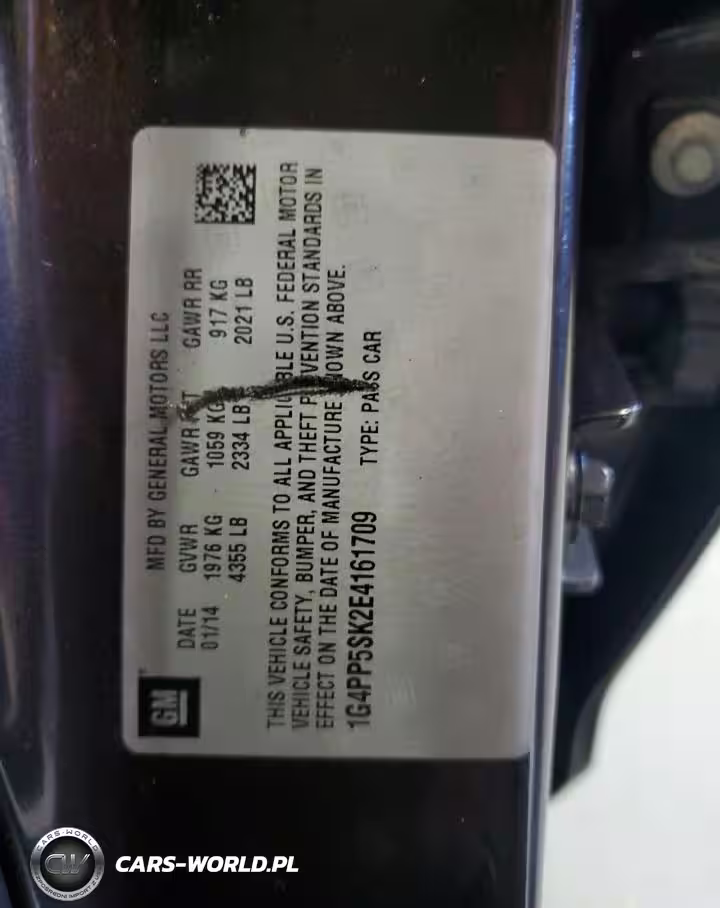 MFD BY GENERAL MOTORS LLC
DATE GVWR GAWR FRT GAWR RR
01/14 1976 KG 1059 KG 917 KG
4355 LB 2334 LB 2021 LB
THIS VEHICLE CONFORMS TO ALL APPLICABLE U.S. FEDERAL MOTOR
VEHICLE SAFETY, BUMPER, AND THEFT PREVENTION STANDARDS IN
EFFECT ON THE DATE OF MANUFACTURE SHOWN ABOVE.
1G4PP5SK2E4161709 TYPE: PASS CAR
GM
CARS-WORLD
CW
CARS-WORLD.PL